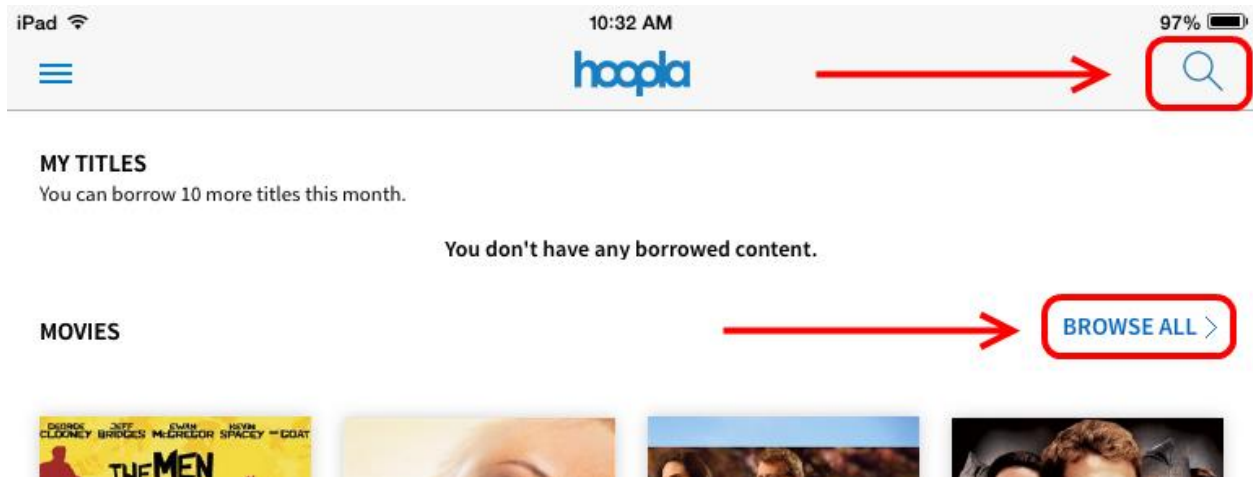 iPad 10:32 AM 97%
hoopla
MY TITLES
You can borrow 10 more titles this month.
You don't have any borrowed content.
MOVIES BROWSE ALL >
GEORGE CLOONEY JEFF BRIDGES EWAN McGREGOR KEVIN SPACEY GOAT
THE MEN